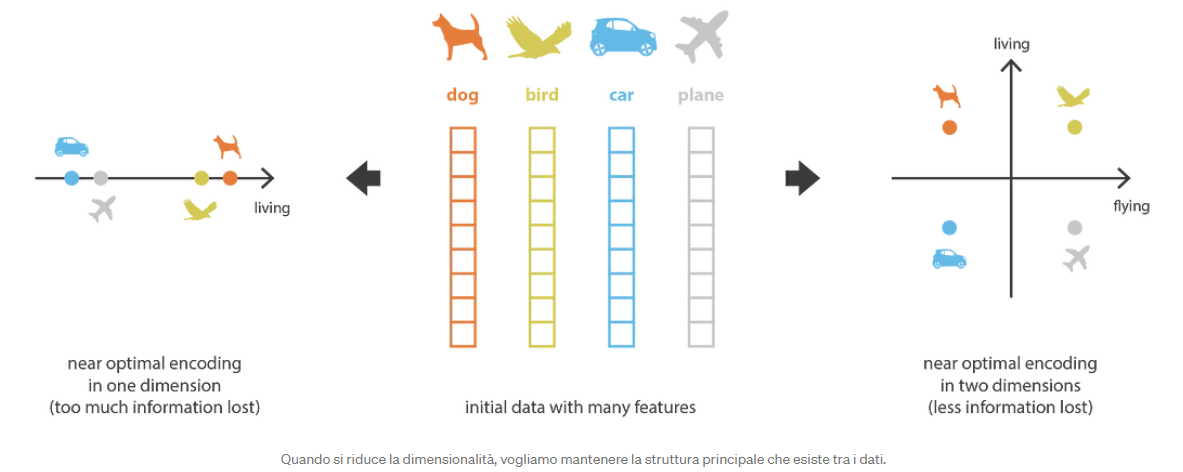 dog bird car plane
living
living
flying
near optimal encoding
in one dimension
(too much information lost)
initial data with many features
near optimal encoding
in two dimensions
(less information lost)
Quando si riduce la dimensionalità, vogliamo mantenere la struttura principale che esiste tra i dati.